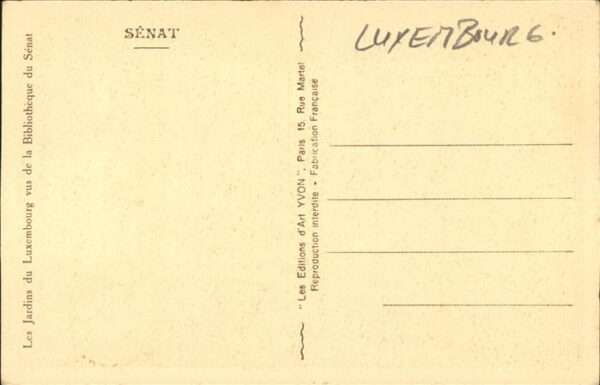 SÉNAT
LUXEMBOURG.
Les Jardins du Luxembourg vus de la Bibliothèque du Sénat
"Les Editions d'Art YVON", Paris 15, Rue Martel
Reproduction interdite - Fabrication Française